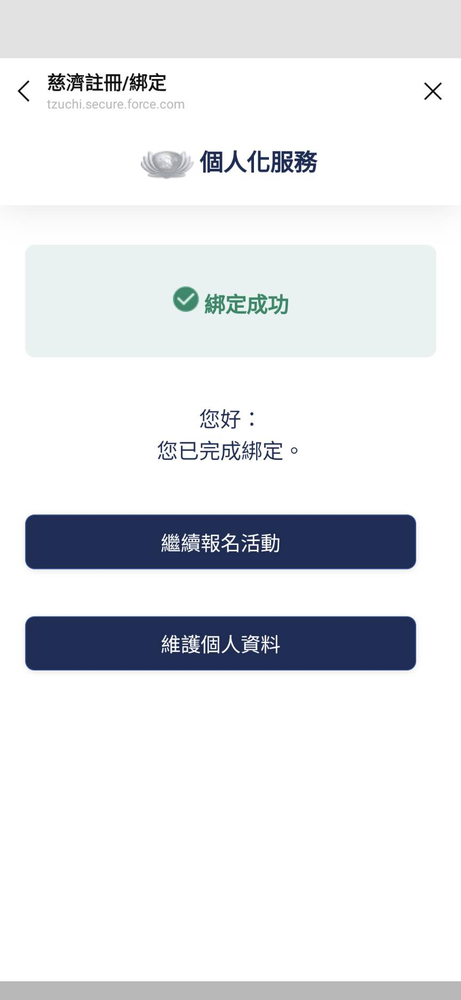 慈濟註冊/綁定
tzuchi.secure.force.com
個人化服務
綁定成功
您好：
您已完成綁定。
繼續報名活動
維護個人資料